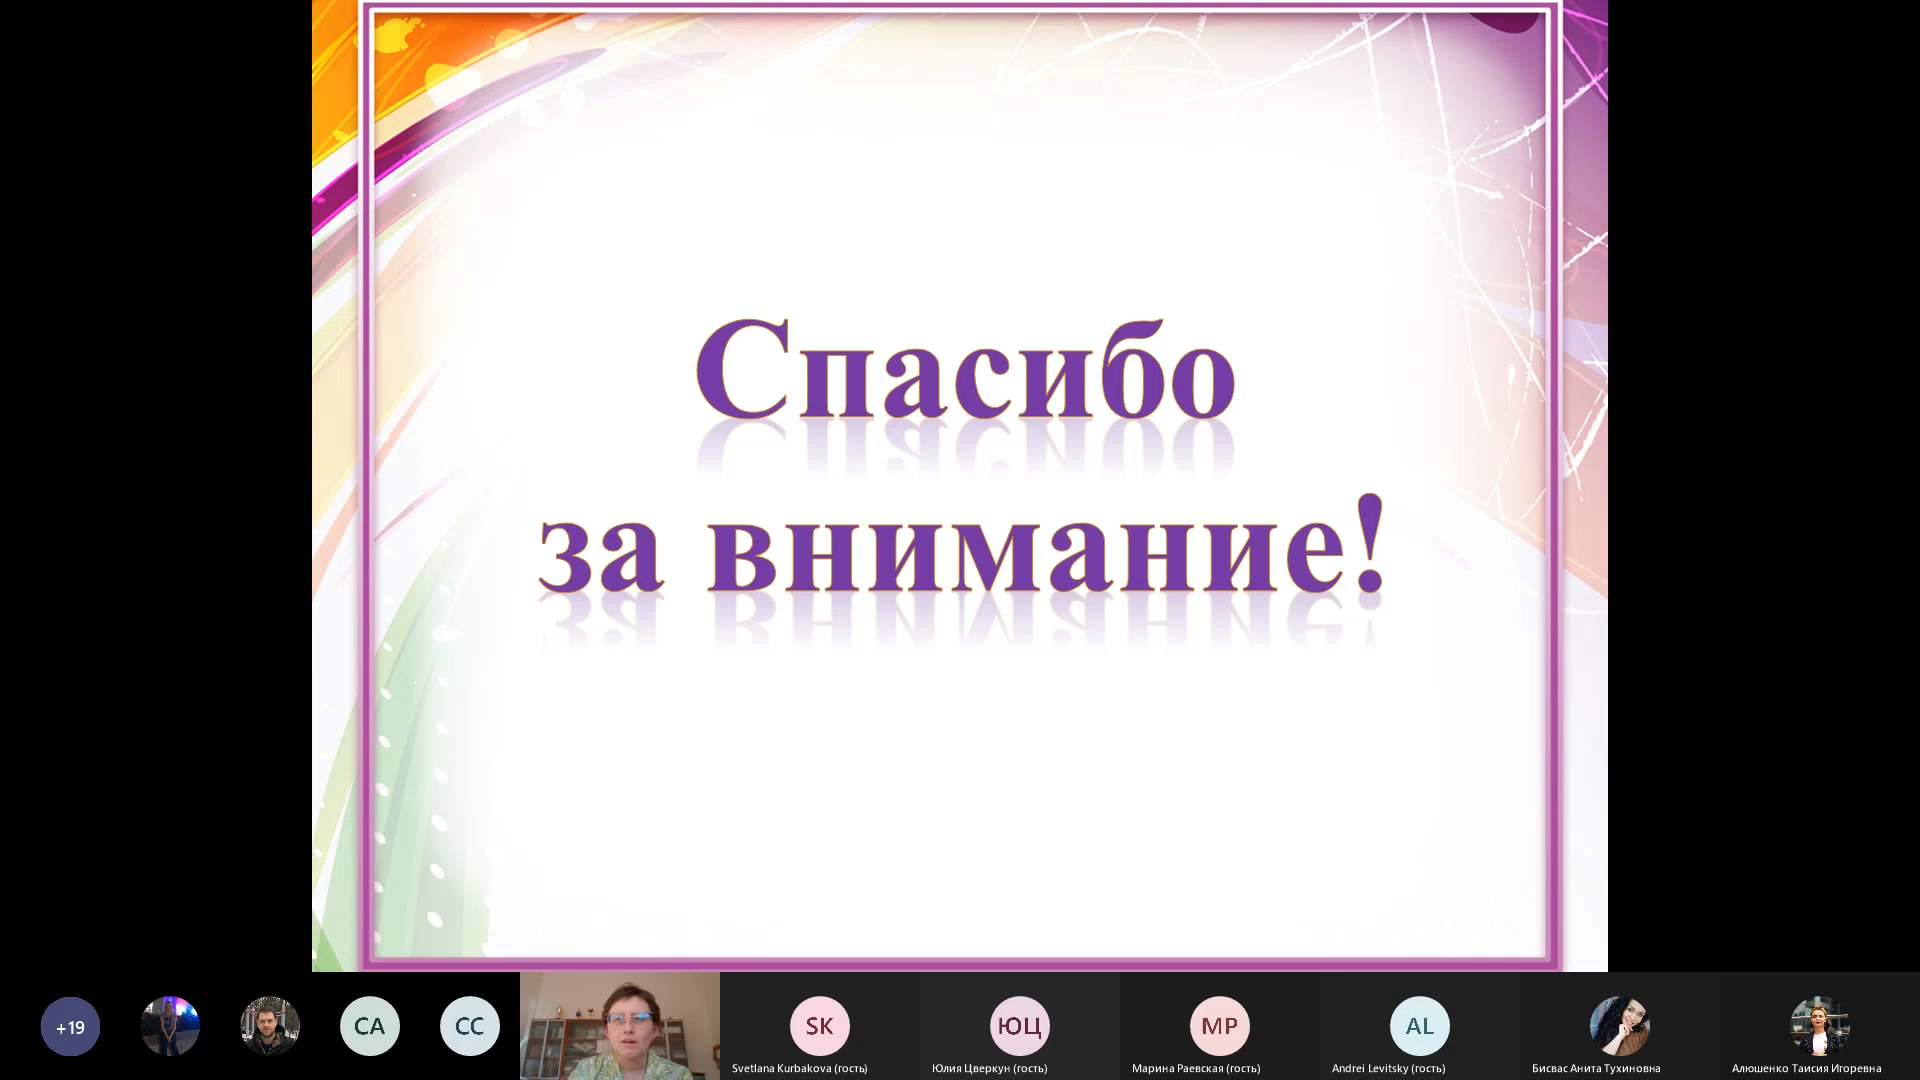 Спасибо
за внимание!
+19
CA
CC
SK
ЮЦ
МР
AL
Svetlana Kurbakova (гость)
Юлия Цверкун (гость)
Марина Раевская (гость)
Andrei Levitsky (гость)
Бисвас Анита Тухиновна
Алюшенко Таисия Игоревна